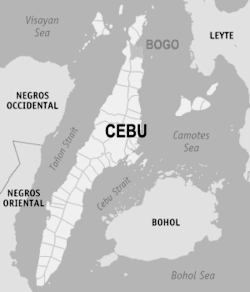 Visayan
Sea
BOGO
LEYTE
NEGROS
OCCIDENTAL
Tañon Strait
CEBU
Camotes
Sea
NEGROS
ORIENTAL
Cebu Strait
BOHOL
Bohol Sea